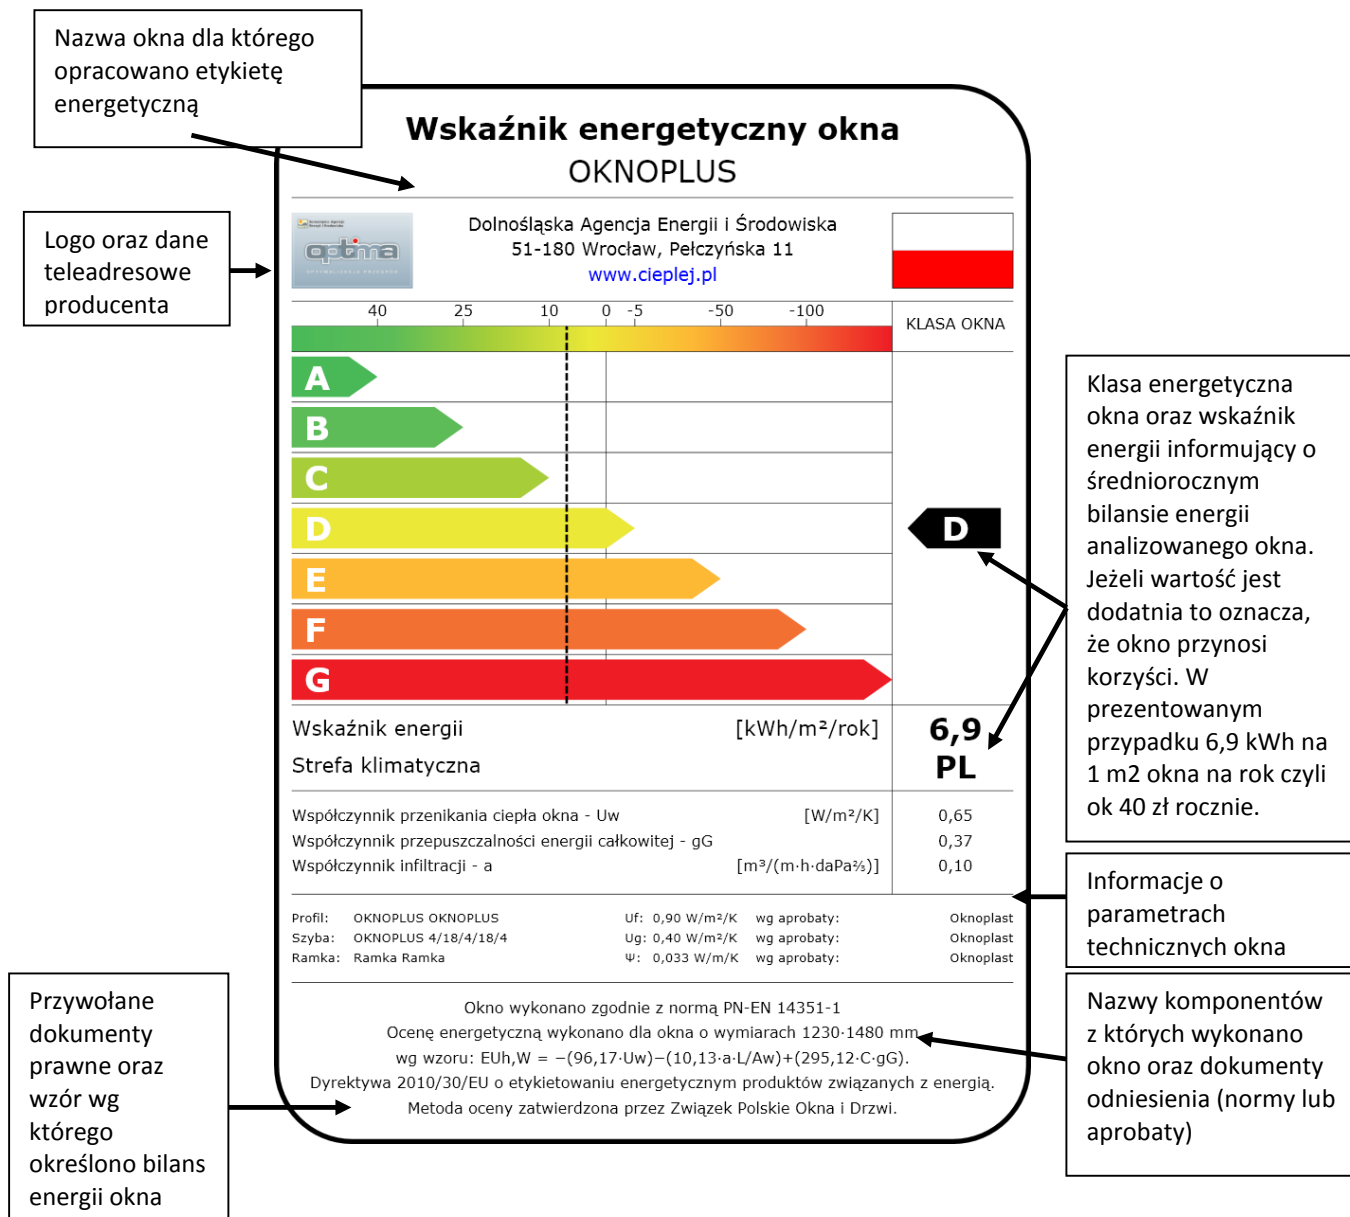 Nazwa okna dla którego
opracowano etykietę
energetyczną
Wskaźnik energetyczny okna
OKNOPLUS
Logo oraz dane
teleadresowe
producenta
optima
Dolnośląska Agencja Energii i Środowiska
51-180 Wrocław, Pełczyńska 11
www.cieplej.pl
40 25 10 0 -5 -50 -100
KLASA OKNA
A
B
C
D
D
E
F
G
Klasa energetyczna
okna oraz wskaźnik
energii informujący o
średniorocznym
bilansie energii
analizowanego okna.
Jeżeli wartość jest
dodatnia to oznacza,
że okno przynosi
korzyści. W
prezentowanym
przypadku 6,9 kWh na
1 m2 okna na rok czyli
ok 40 zł rocznie.
Wskaźnik energii [kWh/m²/rok] 6,9
Strefa klimatyczna PL
Współczynnik przenikania ciepła okna - Uw [W/m²/K] 0,65
Współczynnik przepuszczalności energii całkowitej - gG 0,37
Współczynnik infiltracji - a [m³/(m·h·daPa⅔)] 0,10
Informacje o
parametrach
technicznych okna
Profil: OKNOPLUS OKNOPLUS Uf: 0,90 W/m²/K wg aprobaty: Oknoplast
Szyba: OKNOPLUS 4/18/4/18/4 Ug: 0,40 W/m²/K wg aprobaty: Oknoplast
Ramka: Ramka Ramka Ψ: 0,033 W/m/K wg aprobaty: Oknoplast
Przywołane
dokumenty
prawne oraz
wzór wg
którego
określono bilans
energii okna
Okno wykonano zgodnie z normą PN-EN 14351-1
Ocenę energetyczną wykonano dla okna o wymiarach 1230·1480 mm
wg wzoru: EUh,W = −(96,17·Uw)−(10,13·a·L/Aw)+(295,12·C·gG).
Dyrektywa 2010/30/EU o etykietowaniu energetycznym produktów związanych z energią.
Metoda oceny zatwierdzona przez Związek Polskie Okna i Drzwi.
Nazwy komponentów
z których wykonano
okno oraz dokumenty
odniesienia (normy lub
aprobaty)